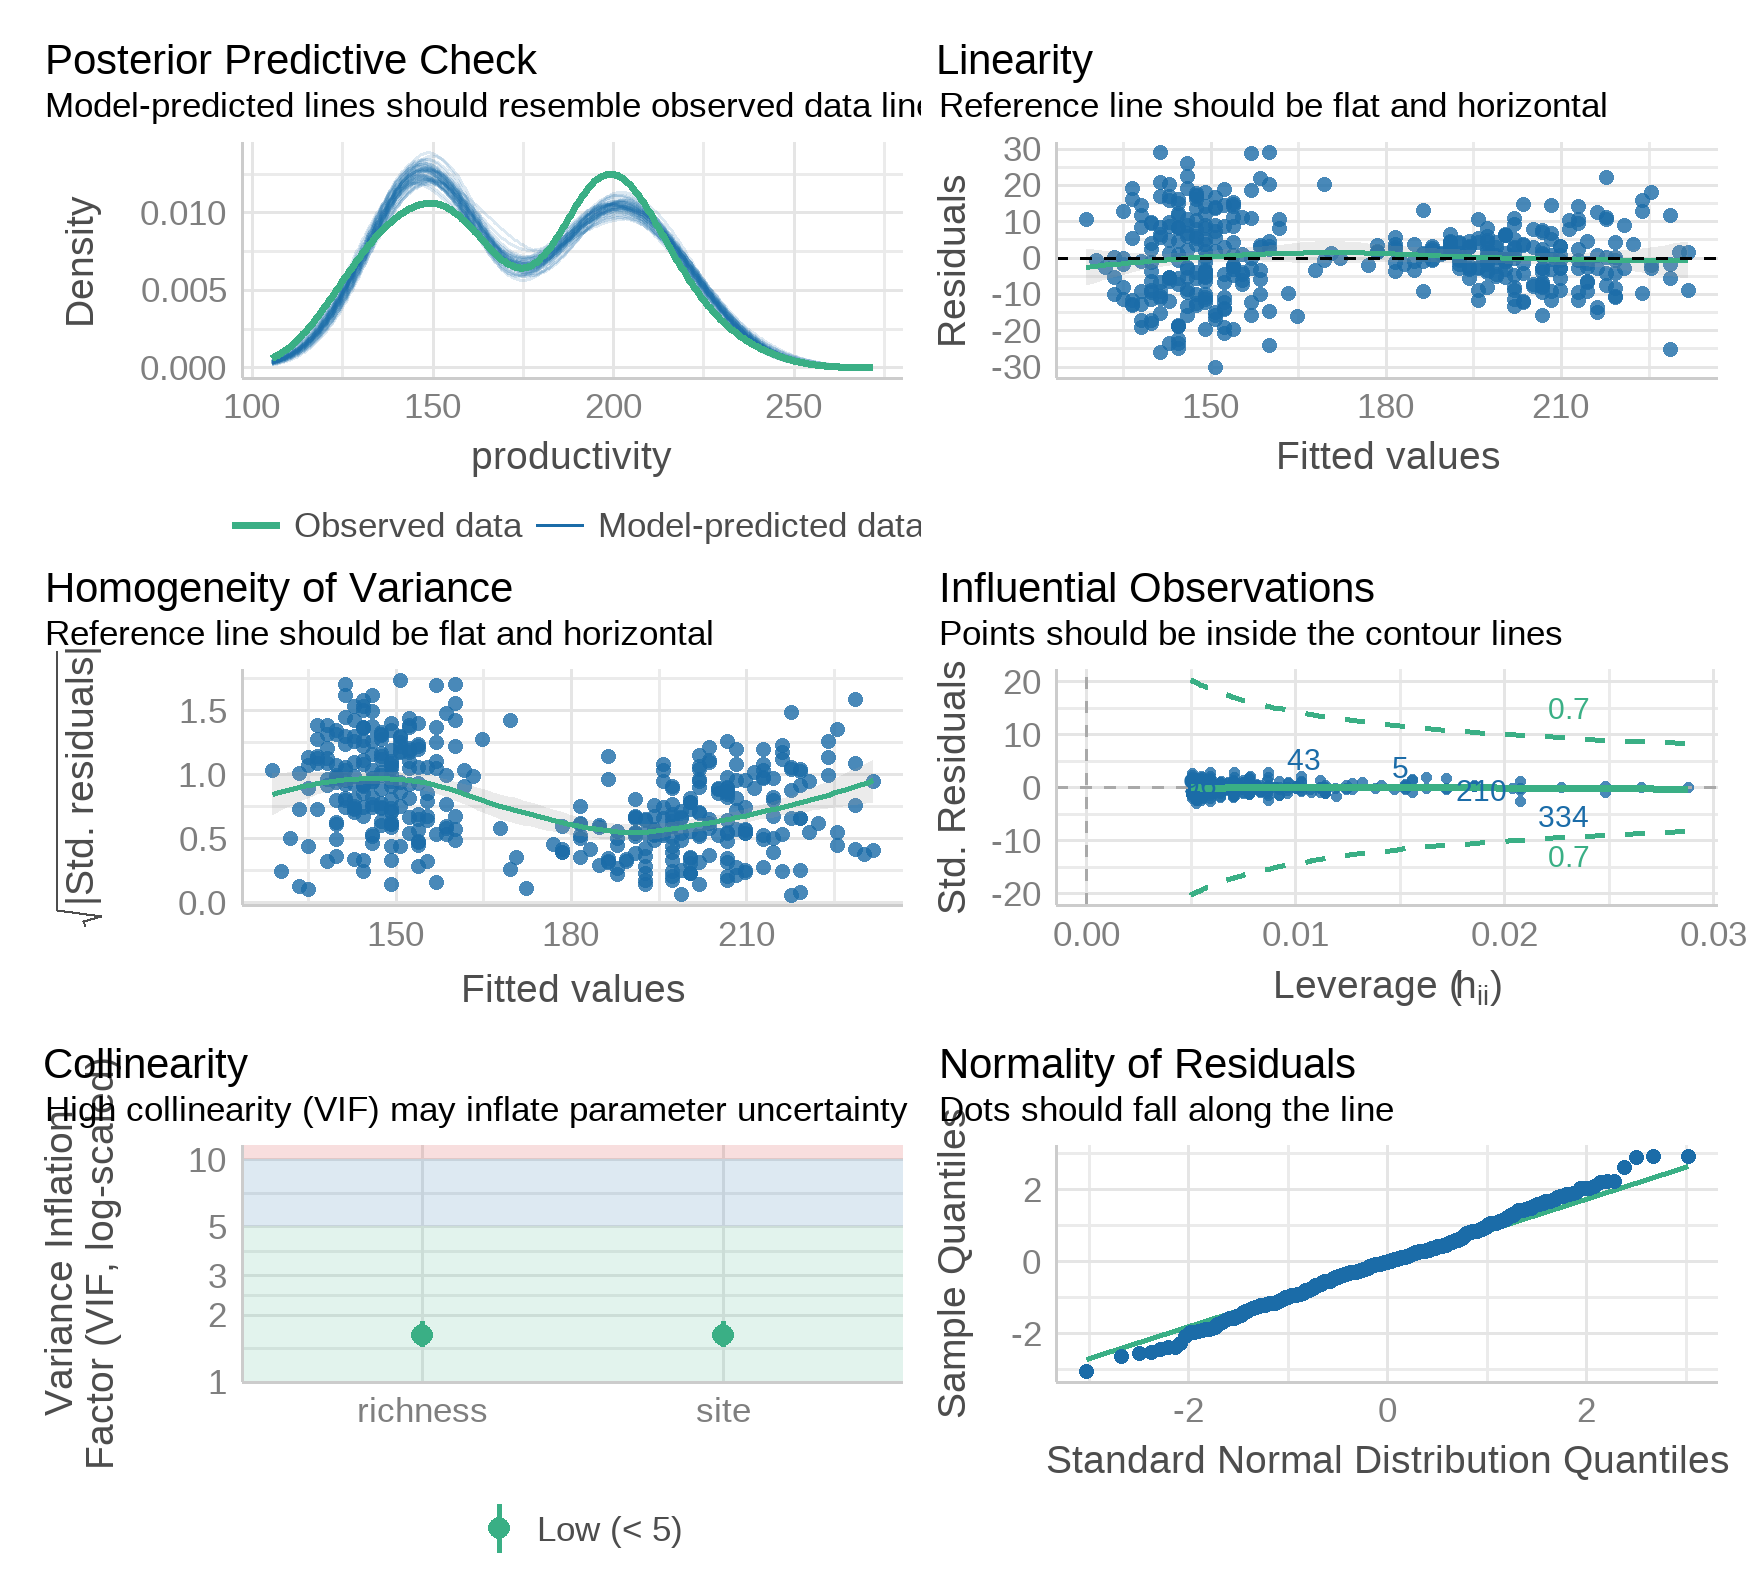 Posterior Predictive Check
Model-predicted lines should resemble observed data line
Density
0.010
0.005
0.000
100 150 200 250
productivity
Observed data Model-predicted data
Linearity
Reference line should be flat and horizontal
Residuals
30
20
10
0
-10
-20
-30
150 180 210
Fitted values
Homogeneity of Variance
Reference line should be flat and horizontal
√|Std. residuals|
1.5
1.0
0.5
0.0
150 180 210
Fitted values
Influential Observations
Points should be inside the contour lines
Std. Residuals
20
10
0
-10
-20
0.7
43
5
210
334
0.7
0.00 0.01 0.02 0.03
Leverage (hii)
Collinearity
High collinearity (VIF) may inflate parameter uncertainty
Variance Inflation
Factor (VIF, log-scaled)
10
5
3
2
1
richness site
Low (< 5)
Normality of Residuals
Dots should fall along the line
Sample Quantiles
2
0
-2
-2 0 2
Standard Normal Distribution Quantiles